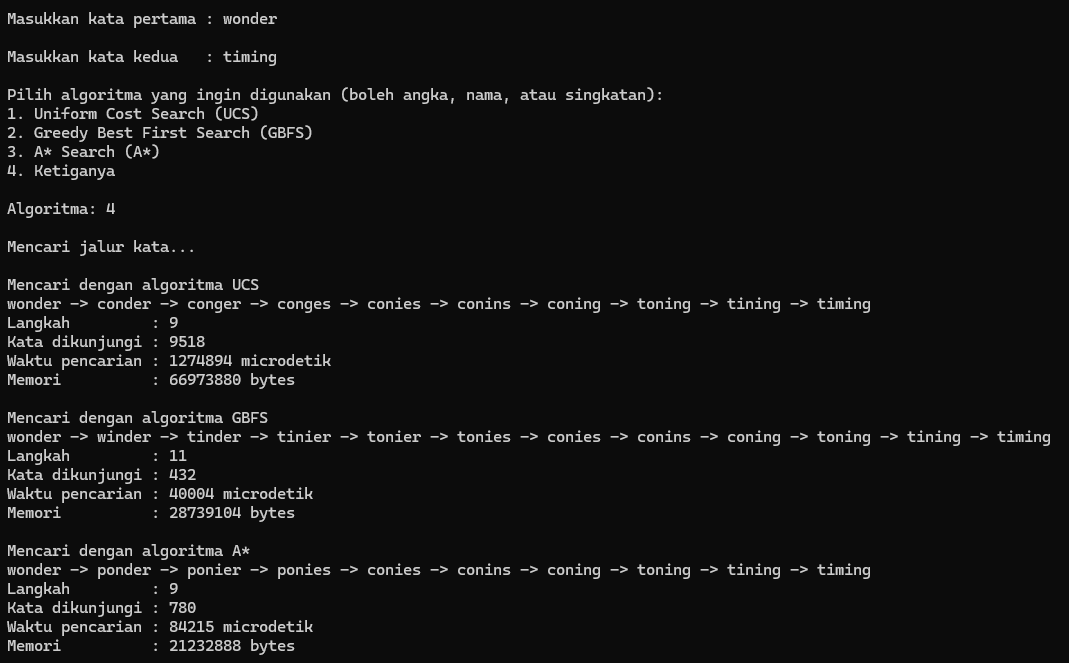 Masukkan kata pertama : wonder
Masukkan kata kedua   : timing
Pilih algoritma yang ingin digunakan (boleh angka, nama, atau singkatan):
1. Uniform Cost Search (UCS)
2. Greedy Best First Search (GBFS)
3. A* Search (A*)
4. Ketiganya
Algoritma: 4
Mencari jalur kata...
Mencari dengan algoritma UCS
wonder -> conder -> conger -> conges -> conies -> conins -> coning -> toning -> tining -> timing
Langkah         : 9
Kata dikunjungi : 9518
Waktu pencarian : 1274894 microdetik
Memori          : 66973880 bytes
Mencari dengan algoritma GBFS
wonder -> winder -> tinder -> tinier -> tonier -> tonies -> conies -> conins -> coning -> toning -> tining -> timing
Langkah         : 11
Kata dikunjungi : 432
Waktu pencarian : 40004 microdetik
Memori          : 28739104 bytes
Mencari dengan algoritma A*
wonder -> ponder -> ponier -> ponies -> conies -> conins -> coning -> toning -> tining -> timing
Langkah         : 9
Kata dikunjungi : 780
Waktu pencarian : 84215 microdetik
Memori          : 21232888 bytes